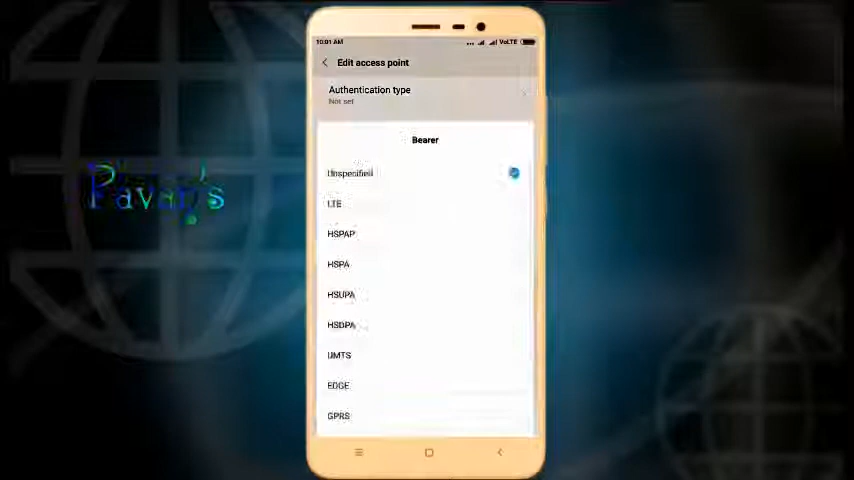 10:01 AM
VoLTE
Edit access point
Authentication type
Not set
Bearer
Unspecified
LTE
HSPAP
HSPA
HSUPA
HSDPA
UMTS
EDGE
GPRS
Pavan's